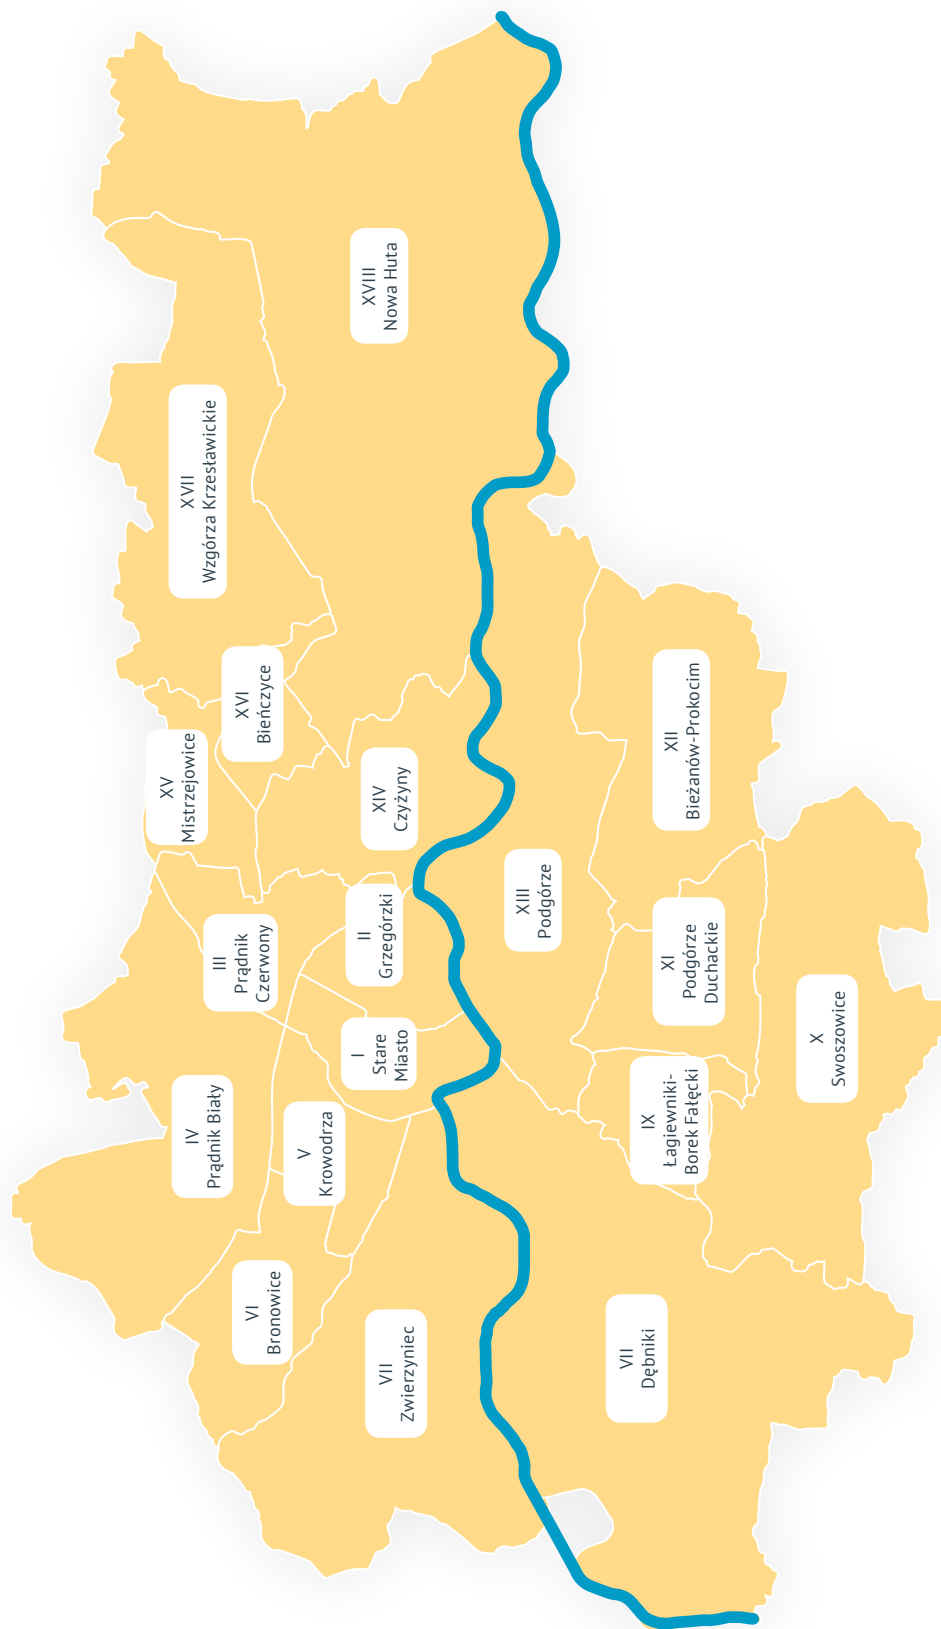 I
Stare
Miasto
II
Grzegórzki
III
Prądnik
Czerwony
IV
Prądnik Biały
V
Krowodrza
VI
Bronowice
VII
Zwierzyniec
VII
Dębniki
IX
Łagiewniki-
Borek Fałęcki
X
Swoszowice
XI
Podgórze
Duchackie
XII
Bieżanów-Prokocim
XIII
Podgórze
XIV
Czyżyny
XV
Mistrzejowice
XVI
Bieńczyce
XVII
Wzgórza Krzesławickie
XVIII
Nowa Huta